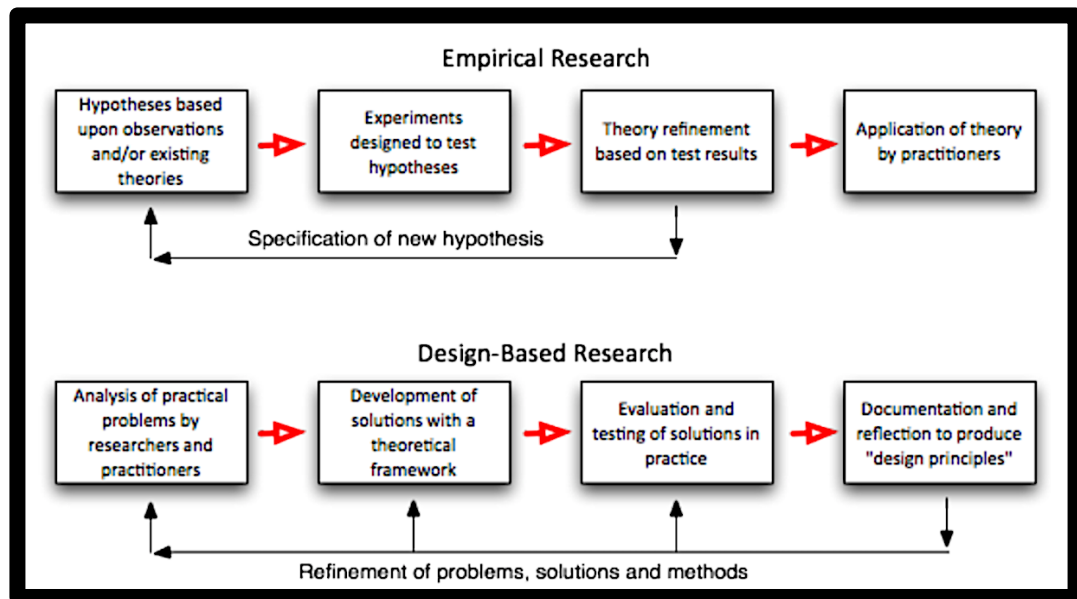 Empirical Research
Hypotheses based
upon observations
and/or existing
theories
Experiments
designed to test
hypotheses
Theory refinement
based on test results
Application of theory
by practitioners
Specification of new hypothesis
Design-Based Research
Analysis of practical
problems by
researchers and
practitioners
Development of
solutions with a
theoretical
framework
Evaluation and
testing of solutions in
practice
Documentation and
reflection to produce
"design principles"
Refinement of problems, solutions and methods